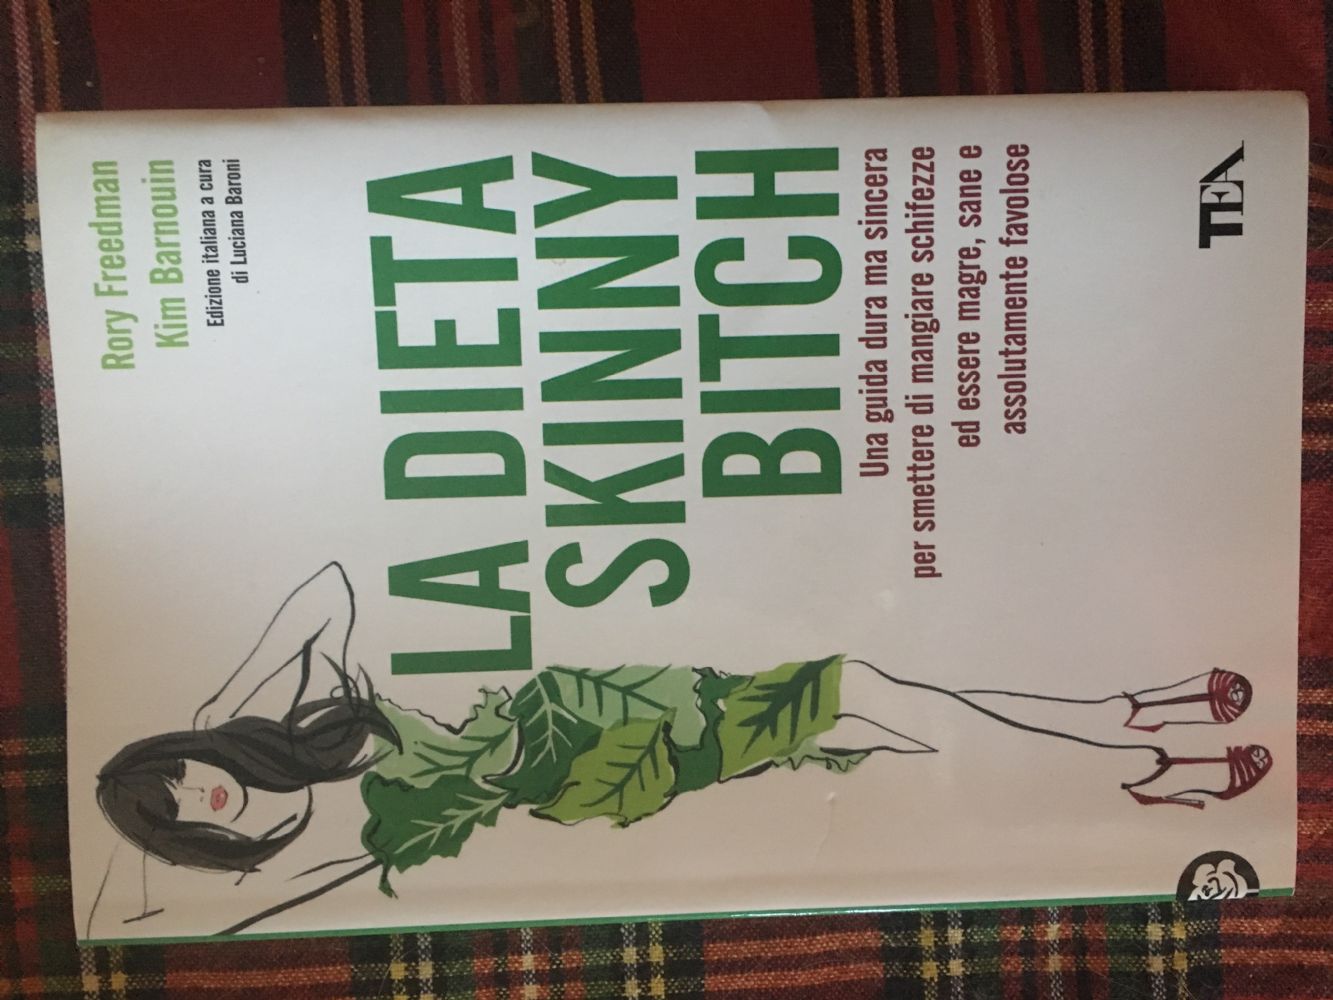 Rory Freedman
Kim Barnouin
Edizione italiana a cura
di Luciana Baroni
LA DIETA
SKINNY
BITCH
Una guida dura ma sincera
per smettere di mangiare schifezze
ed essere magre, sane e
assolutamente favolose
TEA